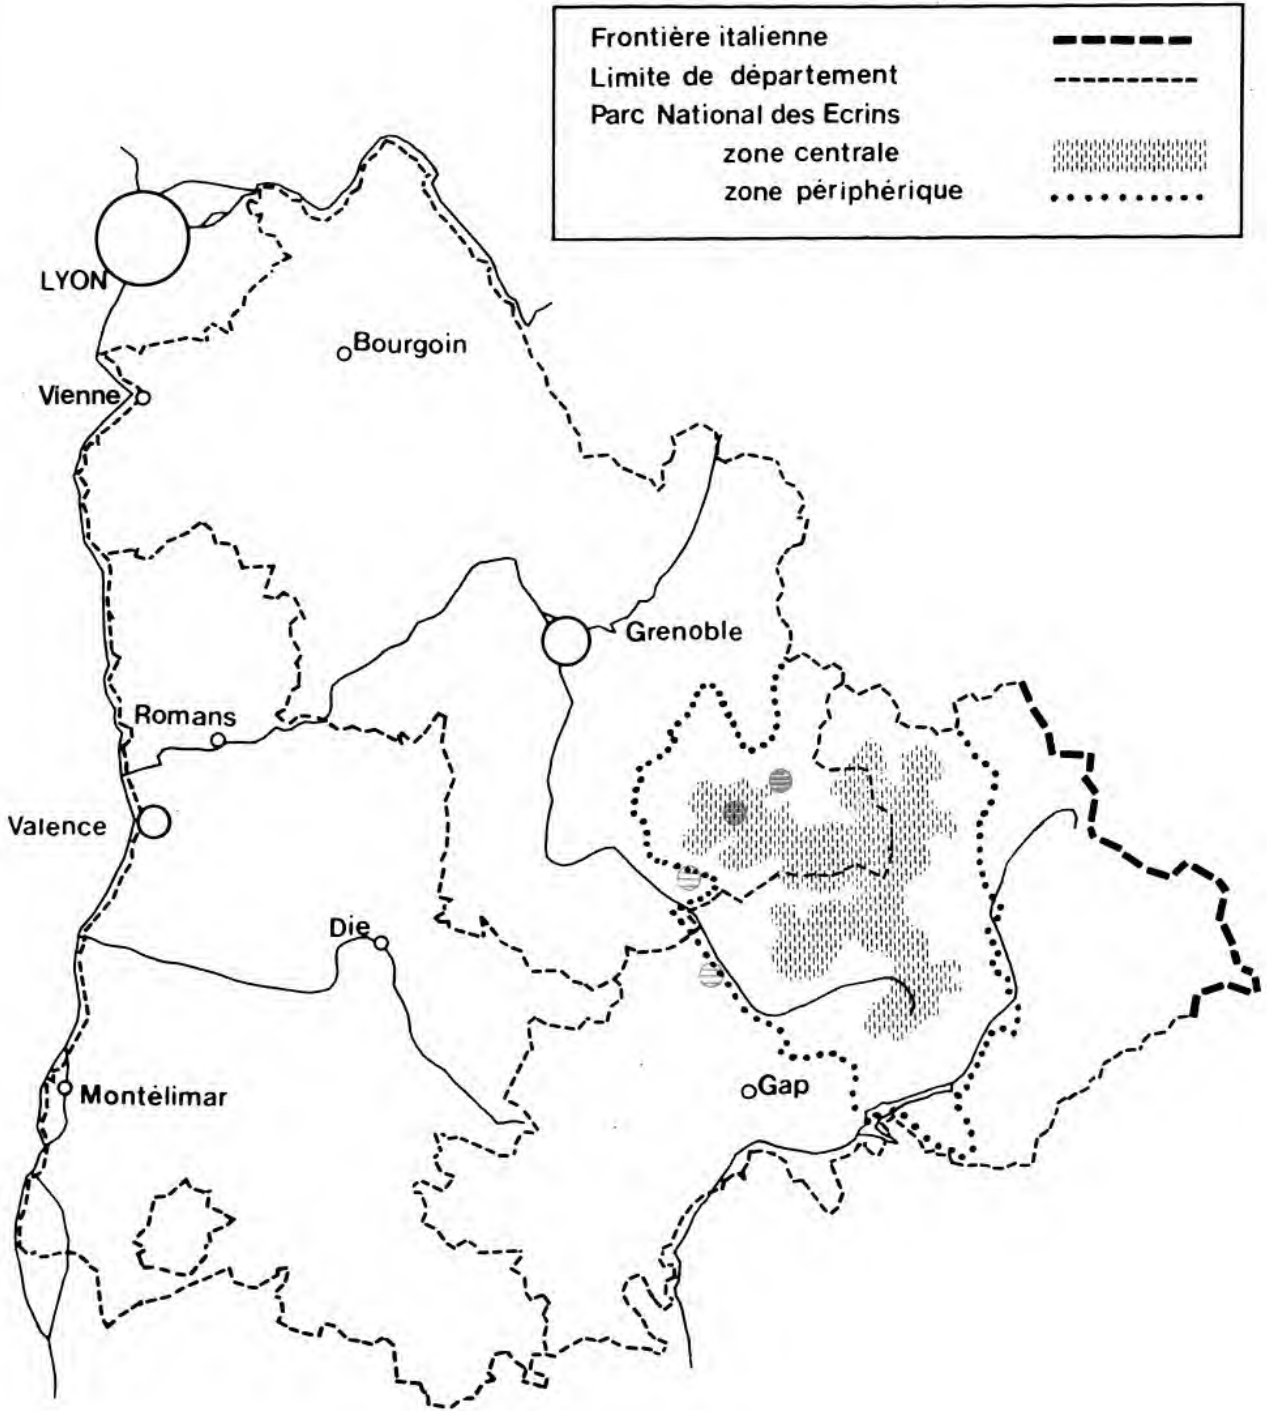 Frontière italienne
Limite de département
Parc National des Ecrins
zone centrale
zone périphérique
LYON
Bourgoin
Vienne
Grenoble
Romans
Valence
Die
Montélimar
Gap